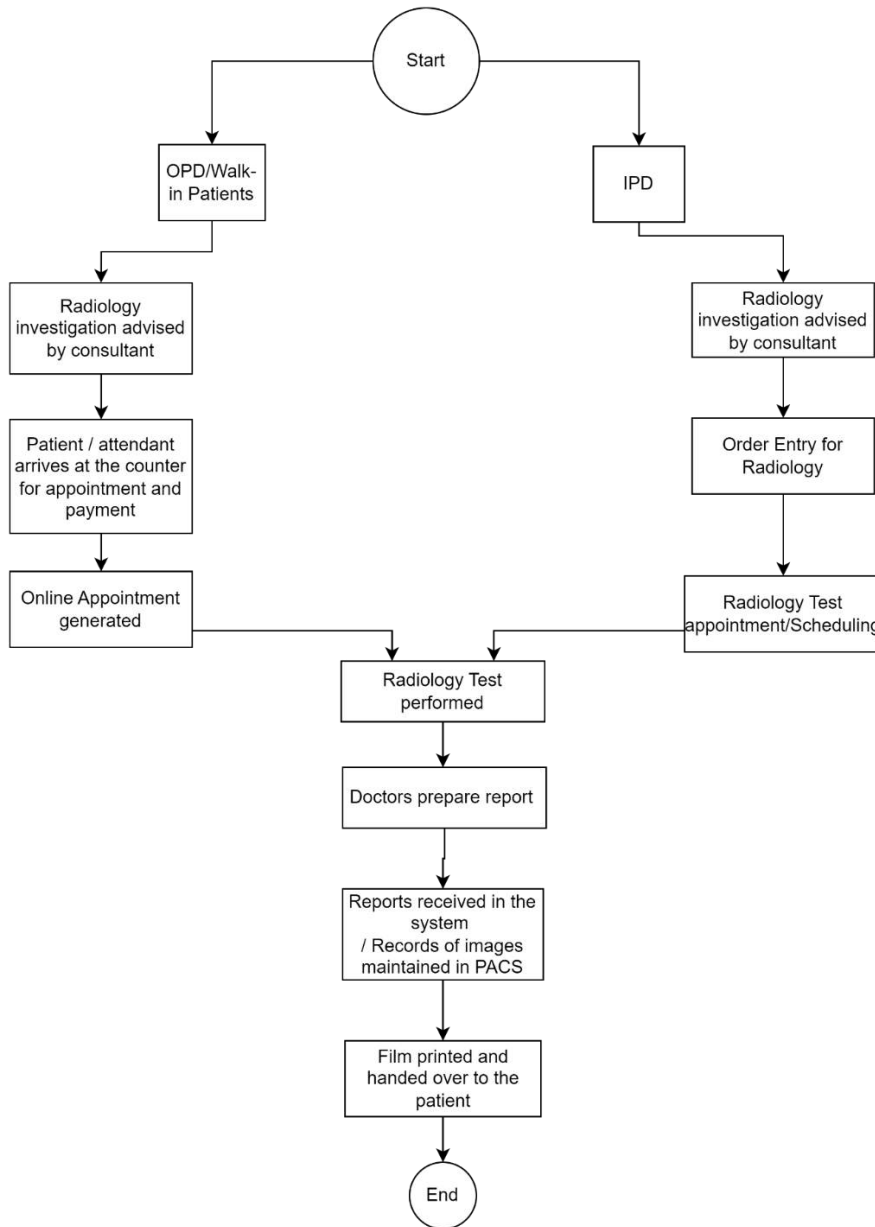 Start
OPD/Walk-
in Patients
IPD
Radiology
investigation advised
by consultant
Radiology
investigation advised
by consultant
Patient / attendant
arrives at the counter
for appointment and
payment
Order Entry for
Radiology
Online Appointment
generated
Radiology Test
appointment/Scheduling
Radiology Test
performed
Doctors prepare report
Reports received in the
system
/ Records of images
maintained in PACS
Film printed and
handed over to the
patient
End